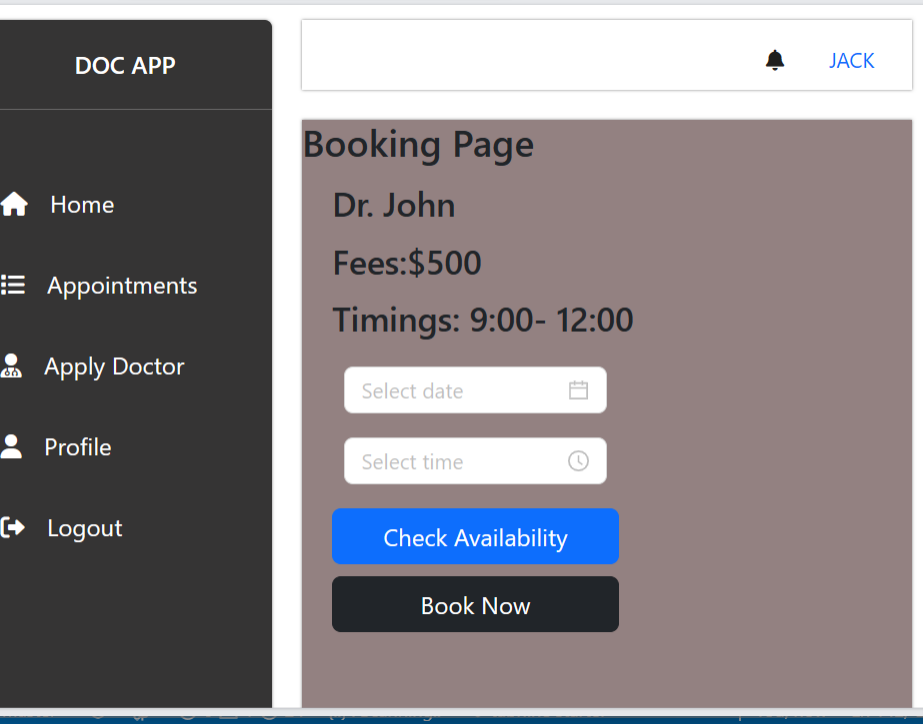 DOC APP
JACK
Home
Appointments
Apply Doctor
Profile
Logout
Booking Page
Dr. John
Fees:$500
Timings: 9:00- 12:00
Select date
Select time
Check Availability
Book Now